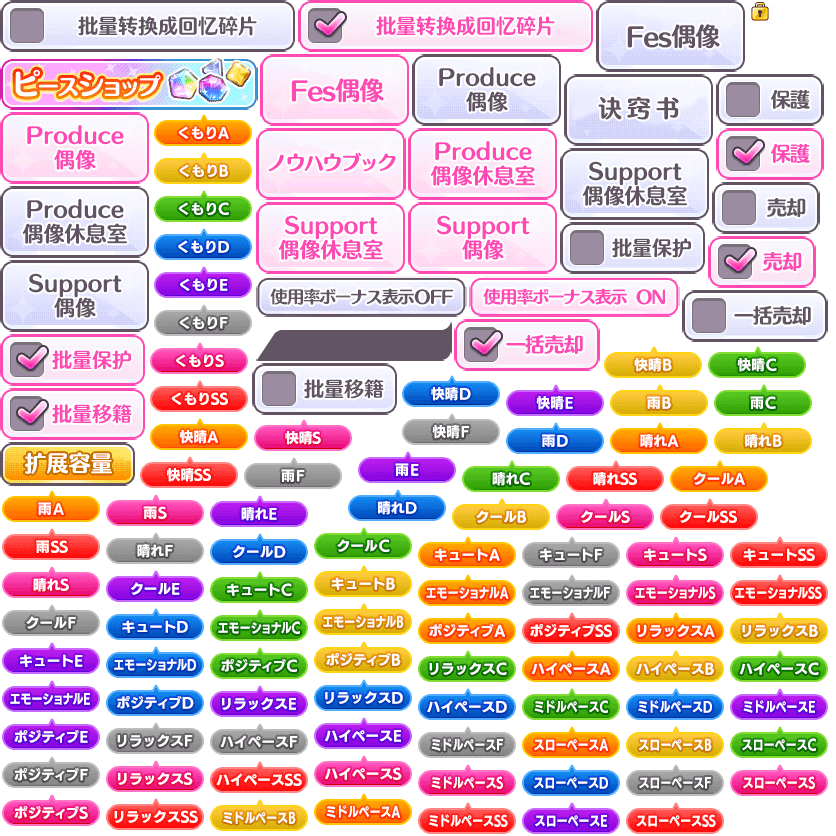 批量转换成回忆碎片
批量转换成回忆碎片
Fes偶像
ピースショップ
Fes偶像
Produce
偶像
诀窍书
保護
Produce
偶像
くもりA
ノウハウブック
Produce
偶像休息室
Support
偶像休息室
保護
くもりB
Produce
偶像休息室
くもりC
Support
偶像休息室
Support
偶像
批量保护
売却
くもりD
売却
Support
偶像
くもりE
使用率ボーナス表示OFF
使用率ボーナス表示 ON
一括売却
くもりF
批量保护
くもりS
一括売却
快晴B
快晴C
批量移籍
くもりSS
批量移籍
快晴D
快晴E
雨B
雨C
快晴A
快晴S
快晴F
雨D
晴れA
晴れB
扩展容量
快晴SS
雨F
雨E
晴れC
晴れSS
クールA
雨A
雨S
晴れE
晴れD
クールB
クールS
クールSS
雨SS
晴れF
クールD
クールC
キュートA
キュートF
キュートS
キュートSS
晴れS
クールE
キュートC
キュートB
エモーショナルA
エモーショナルF
エモーショナルS
エモーショナルSS
クールF
キュートD
エモーショナルC
エモーショナルB
ポジティブA
ポジティブSS
リラックスA
リラックスB
キュートE
エモーショナルD
ポジティブC
ポジティブB
リラックスC
ハイペースA
ハイペースB
ハイペースC
エモーショナルE
ポジティブD
リラックスE
リラックスD
ハイペースD
ミドルペースC
ミドルペースD
ミドルペースE
ポジティブE
リラックスF
ハイペースF
ハイペースE
ミドルペースF
スローペースA
スローペースB
スローペースC
ポジティブF
リラックスS
ハイペースSS
ハイペースS
ミドルペースS
スローペースD
スローペースF
スローペースS
ポジティブS
リラックスSS
ミドルペースB
ミドルペースA
ミドルペースSS
スローペースE
スローペースSS